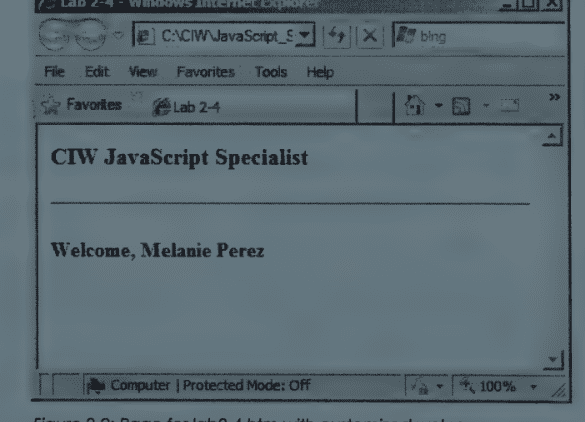 Lab 2-4 - Windows Internet Explorer
C:\CIW\JavaScript_S
bing
File Edit View Favorites Tools Help
Favorites Lab 2-4
CIW JavaScript Specialist
Welcome, Melanie Perez
Computer | Protected Mode: Off 100%